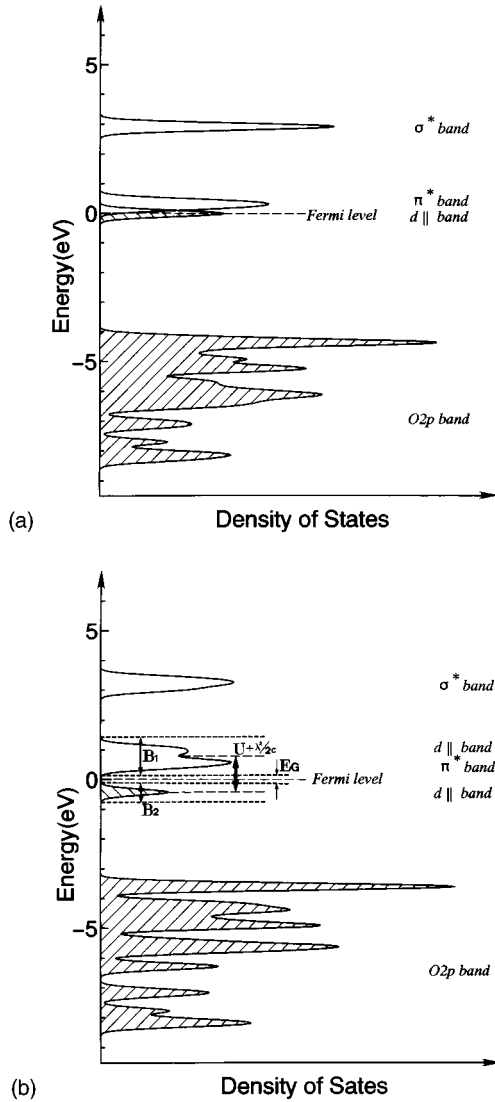 5
σ* band
π* band
0
Fermi level
d || band
Energy(eV)
−5
O2p band
(a)
Density of States
5
σ* band
d || band
B1
U+λ²/2c
EG
π* band
0
Fermi level
B2
d || band
Energy(eV)
−5
O2p band
(b)
Density of Sates